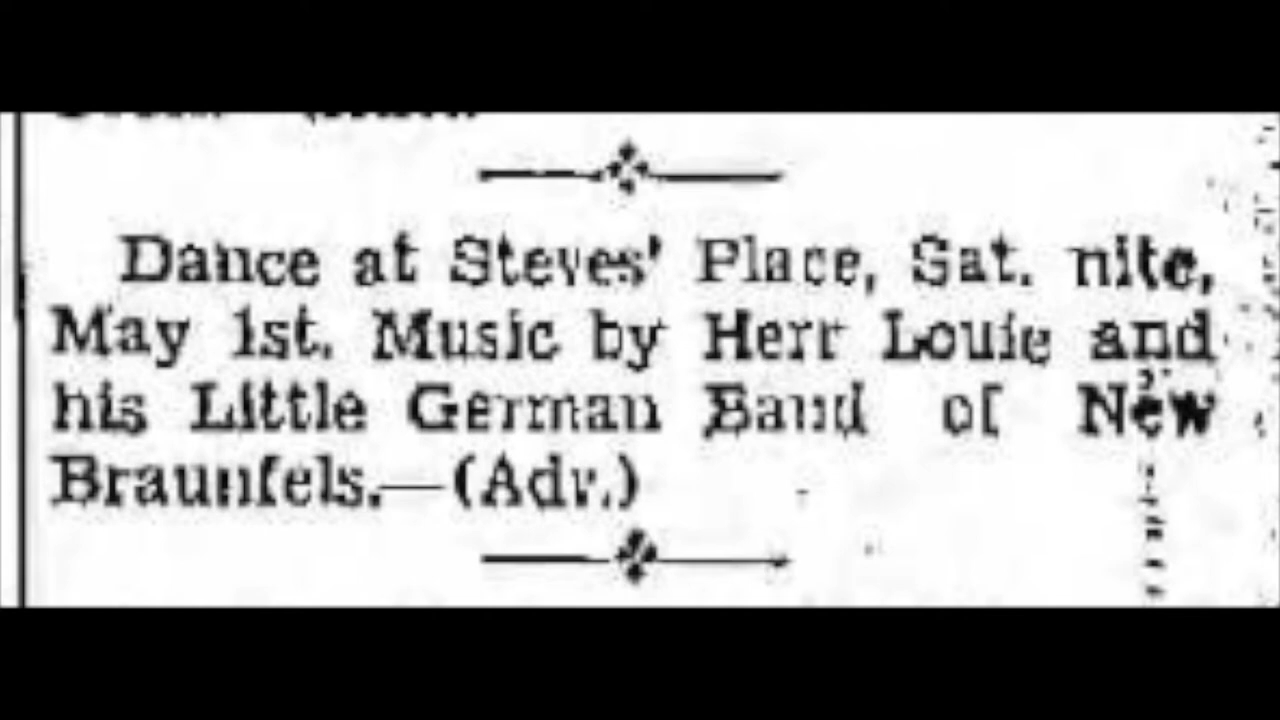 Dance at Steves' Place, Sat. nite,
May 1st. Music by Herr Louie and
his Little German Band of New
Braunfels.—(Adv.)